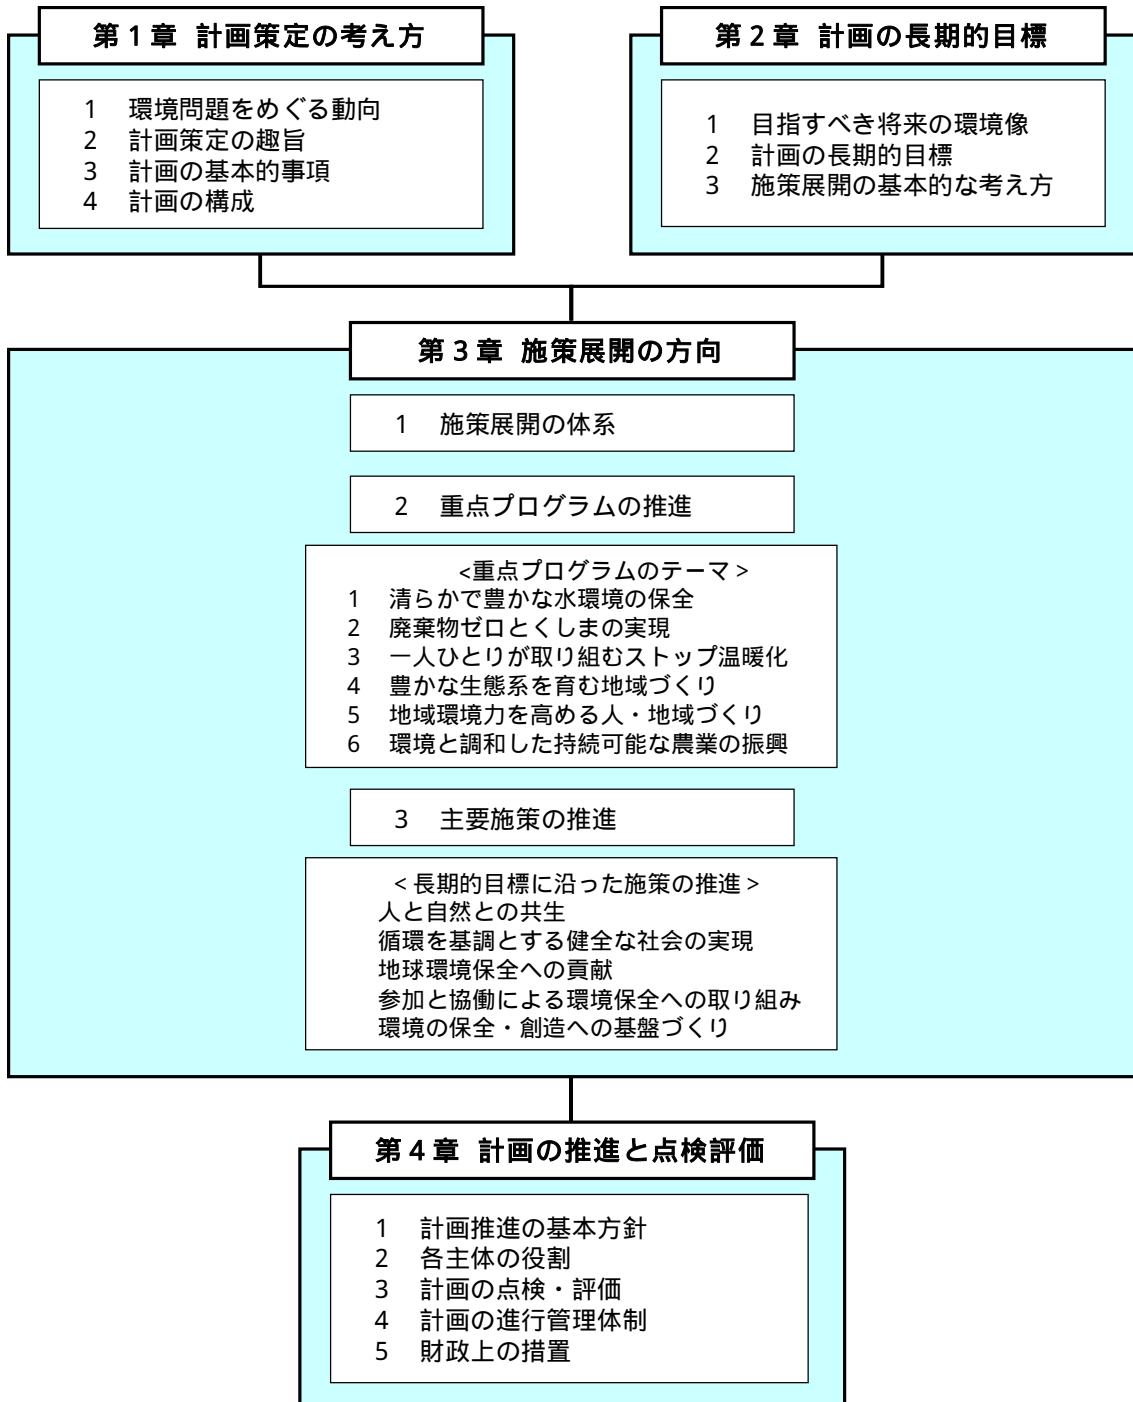 第1章 計画策定の考え方
1 環境問題をめぐる動向
2 計画策定の趣旨
3 計画の基本的事項
4 計画の構成
第2章 計画の長期的目標
1 目指すべき将来の環境像
2 計画の長期的目標
3 施策展開の基本的な考え方
第3章 施策展開の方向
1 施策展開の体系
2 重点プログラムの推進
<重点プログラムのテーマ>
1 清らかで豊かな水環境の保全
2 廃棄物ゼロとくしまの実現
3 一人ひとりが取り組むストップ温暖化
4 豊かな生態系を育む地域づくり
5 地域環境力を高める人・地域づくり
6 環境と調和した持続可能な農業の振興
3 主要施策の推進
<長期的目標に沿った施策の推進>
人と自然との共生
循環を基調とする健全な社会の実現
地球環境保全への貢献
参加と協働による環境保全への取り組み
環境の保全・創造への基盤づくり
第4章 計画の推進と点検評価
1 計画推進の基本方針
2 各主体の役割
3 計画の点検・評価
4 計画の進行管理体制
5 財政上の措置